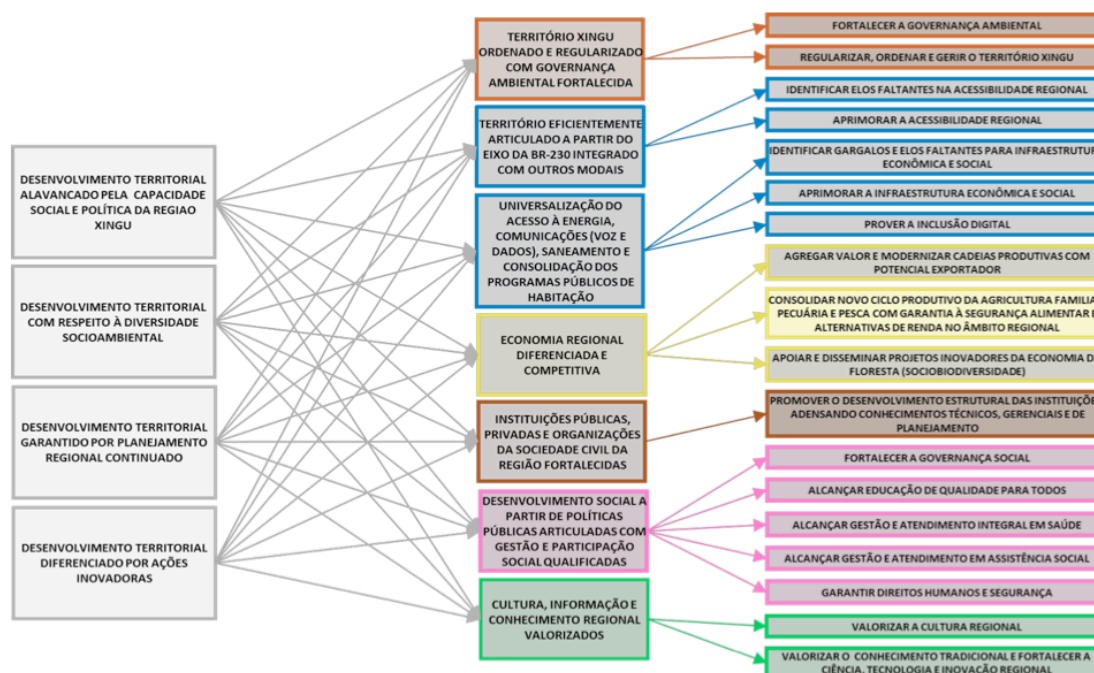 DESENVOLVIMENTO TERRITORIAL
ALAVANCADO PELA CAPACIDADE
SOCIAL E POLÍTICA DA REGIAO
XINGU
DESENVOLVIMENTO TERRITORIAL
COM RESPEITO À DIVERSIDADE
SOCIOAMBIENTAL
DESENVOLVIMENTO TERRITORIAL
GARANTIDO POR PLANEJAMENTO
REGIONAL CONTINUADO
DESENVOLVIMENTO TERRITORIAL
DIFERENCIADO POR AÇÕES
INOVADORAS
TERRITÓRIO XINGU
ORDENADO E REGULARIZADO
COM GOVERNANÇA
AMBIENTAL FORTALECIDA
TERRITÓRIO EFICIENTEMENTE
ARTICULADO A PARTIR DO
EIXO DA BR-230 INTEGRADO
COM OUTROS MODAIS
UNIVERSALIZAÇÃO DO
ACESSO À ENERGIA,
COMUNICAÇÕES (VOZ E
DADOS), SANEAMENTO E
CONSOLIDAÇÃO DOS
PROGRAMAS PÚBLICOS DE
HABITAÇÃO
ECONOMIA REGIONAL
DIFERENCIADA E
COMPETITIVA
INSTITUIÇÕES PÚBLICAS,
PRIVADAS E ORGANIZAÇÕES
DA SOCIEDADE CIVIL DA
REGIÃO FORTALECIDAS
DESENVOLVIMENTO SOCIAL A
PARTIR DE POLÍTICAS
PÚBLICAS ARTICULADAS COM
GESTÃO E PARTICIPAÇÃO
SOCIAL QUALIFICADAS
CULTURA, INFORMAÇÃO E
CONHECIMENTO REGIONAL
VALORIZADOS
FORTALECER A GOVERNANÇA AMBIENTAL
REGULARIZAR, ORDENAR E GERIR O TERRITÓRIO XINGU
IDENTIFICAR ELOS FALTANTES NA ACESSIBILIDADE REGIONAL
APRIMORAR A ACESSIBILIDADE REGIONAL
IDENTIFICAR GARGALOS E ELOS FALTANTES PARA INFRAESTRUTUR
ECONÔMICA E SOCIAL
APRIMORAR A INFRAESTRUTURA ECONÔMICA E SOCIAL
PROVER A INCLUSÃO DIGITAL
AGREGAR VALOR E MODERNIZAR CADEIAS PRODUTIVAS COM
POTENCIAL EXPORTADOR
CONSOLIDAR NOVO CICLO PRODUTIVO DA AGRICULTURA FAMILIA
PECUÁRIA E PESCA COM GARANTIA À SEGURANÇA ALIMENTAR E
ALTERNATIVAS DE RENDA NO ÂMBITO REGIONAL
APOIAR E DISSEMINAR PROJETOS INOVADORES DA ECONOMIA D
FLORESTA (SOCIOBIODIVERSIDADE)
PROMOVER O DESENVOLVIMENTO ESTRUTURAL DAS INSTITUIÇÕE
ADENSANDO CONHECIMENTOS TÉCNICOS, GERENCIAIS E DE
PLANEJAMENTO
FORTALECER A GOVERNANÇA SOCIAL
ALCANÇAR EDUCAÇÃO DE QUALIDADE PARA TODOS
ALCANÇAR GESTÃO E ATENDIMENTO INTEGRAL EM SAÚDE
ALCANÇAR GESTÃO E ATENDIMENTO EM ASSISTÊNCIA SOCIAL
GARANTIR DIREITOS HUMANOS E SEGURANÇA
VALORIZAR A CULTURA REGIONAL
VALORIZAR O CONHECIMENTO TRADICIONAL E FORTALECER A
CIÊNCIA, TECNOLOGIA E INOVAÇÃO REGIONAL